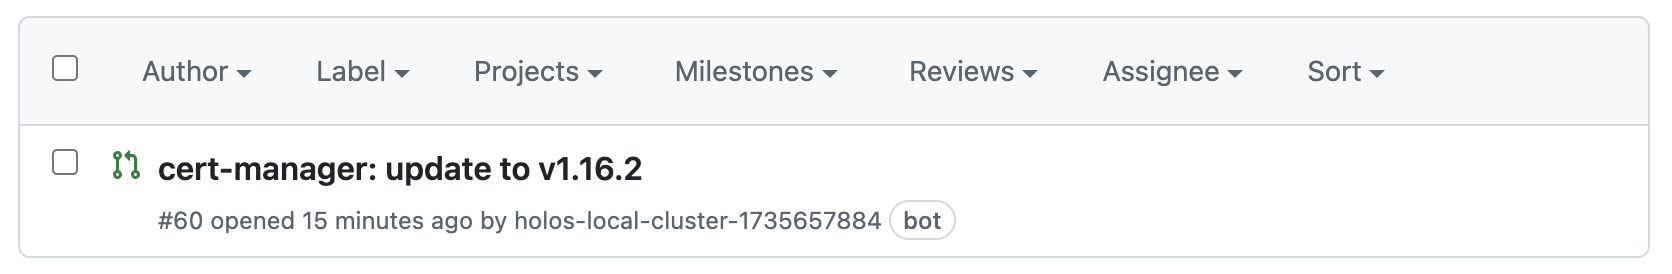 Author Label Projects Milestones Reviews Assignee Sort
cert-manager: update to v1.16.2
#60 opened 15 minutes ago by holos-local-cluster-1735657884 bot